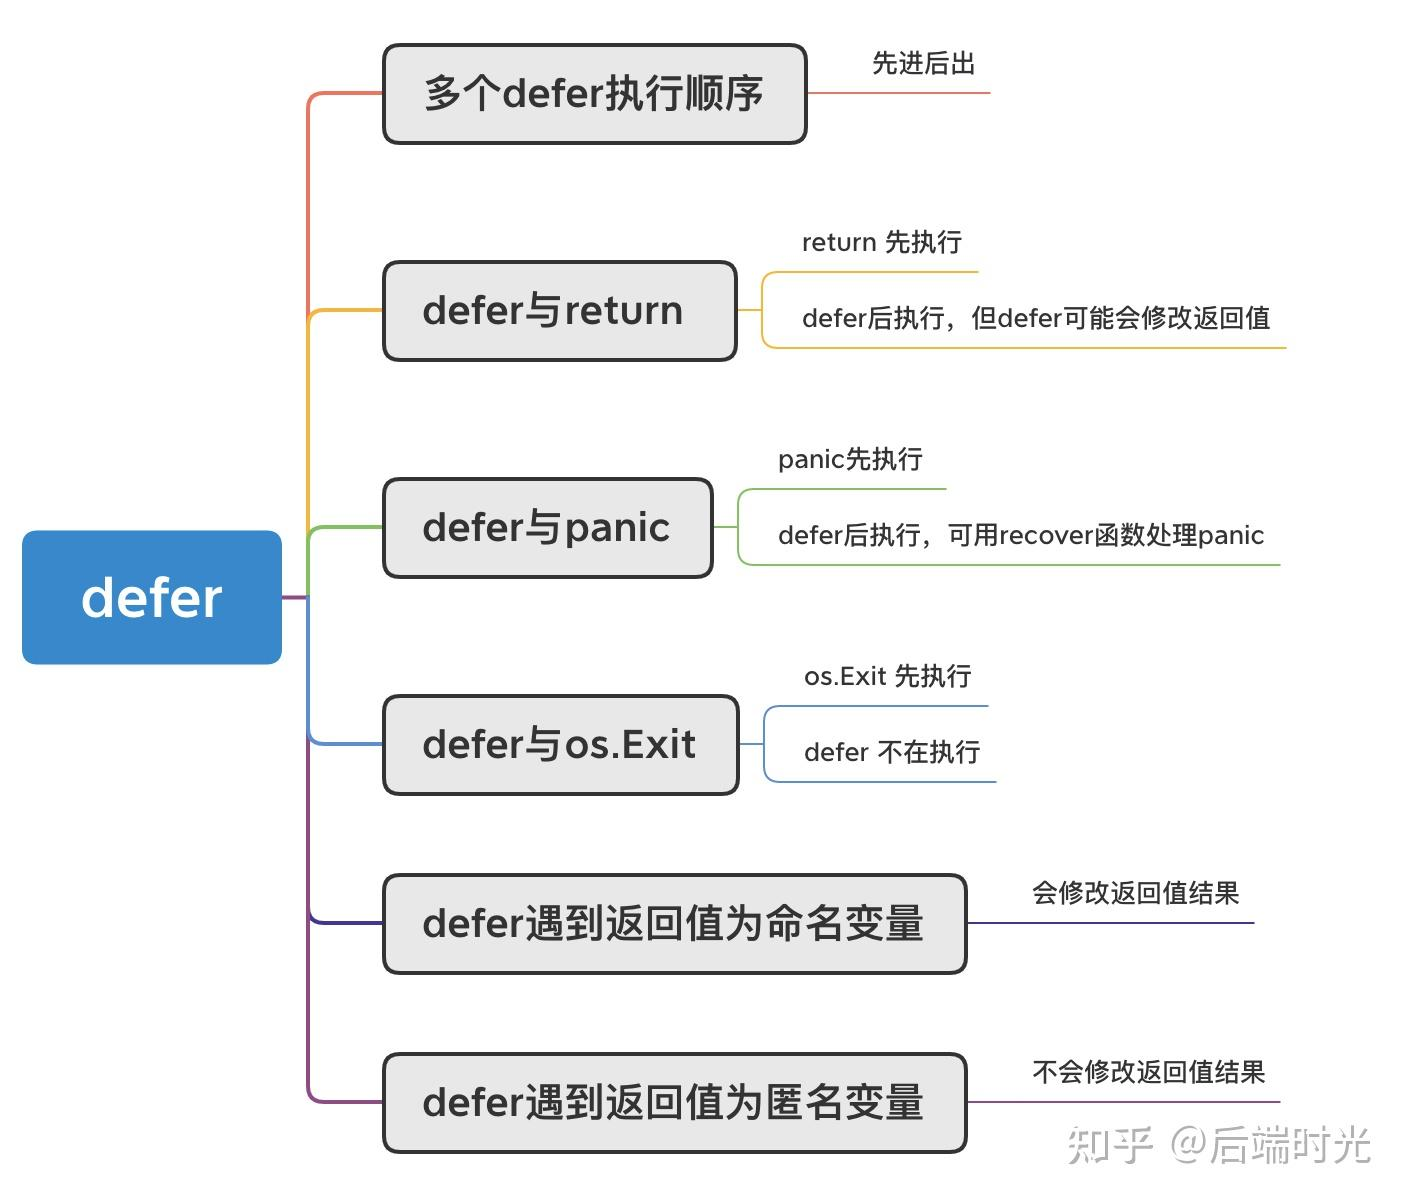 多个defer执行顺序
先进后出
defer与return
return 先执行
defer后执行，但defer可能会修改返回值
defer与panic
panic先执行
defer后执行，可用recover函数处理panic
defer
defer与os.Exit
os.Exit 先执行
defer 不在执行
defer遇到返回值为命名变量
会修改返回值结果
defer遇到返回值为匿名变量
不会修改返回值结果
知乎 @后端时光